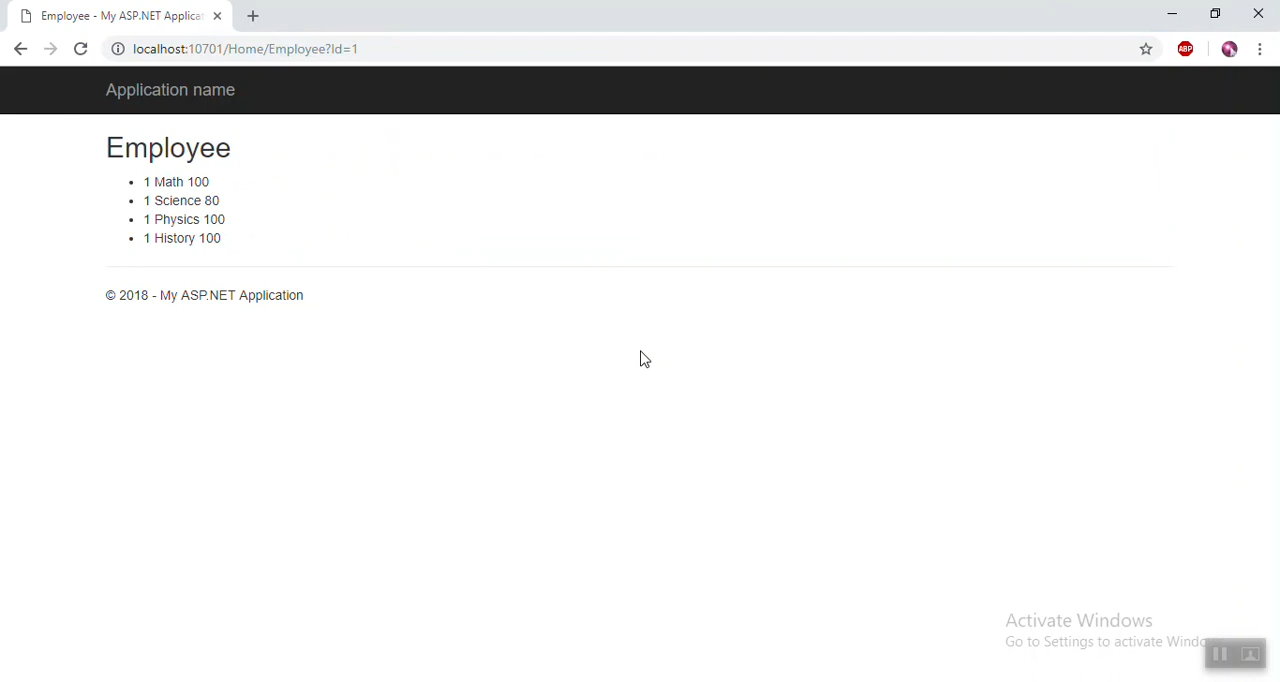 Employee - My ASP.NET Applicat
localhost:10701/Home/Employee?Id=1
ABP
Application name
Employee
• 1 Math 100
• 1 Science 80
• 1 Physics 100
• 1 History 100
© 2018 - My ASP.NET Application
Activate Windows
Go to Settings to activate Windo